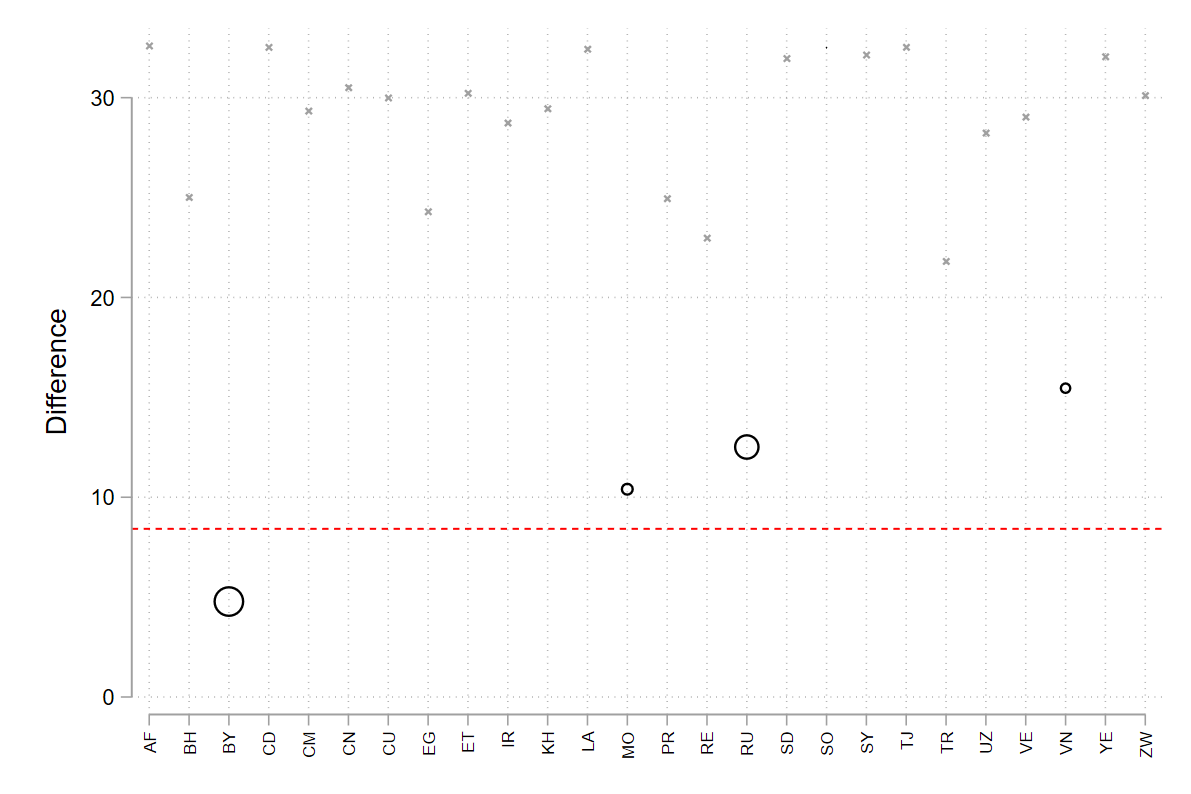 Difference
30
20
10
0
AF BH BY CD CM CN CU EG ET IR KH LA MO PR RE RU SD SO SY TJ TR UZ VE VN YE ZW